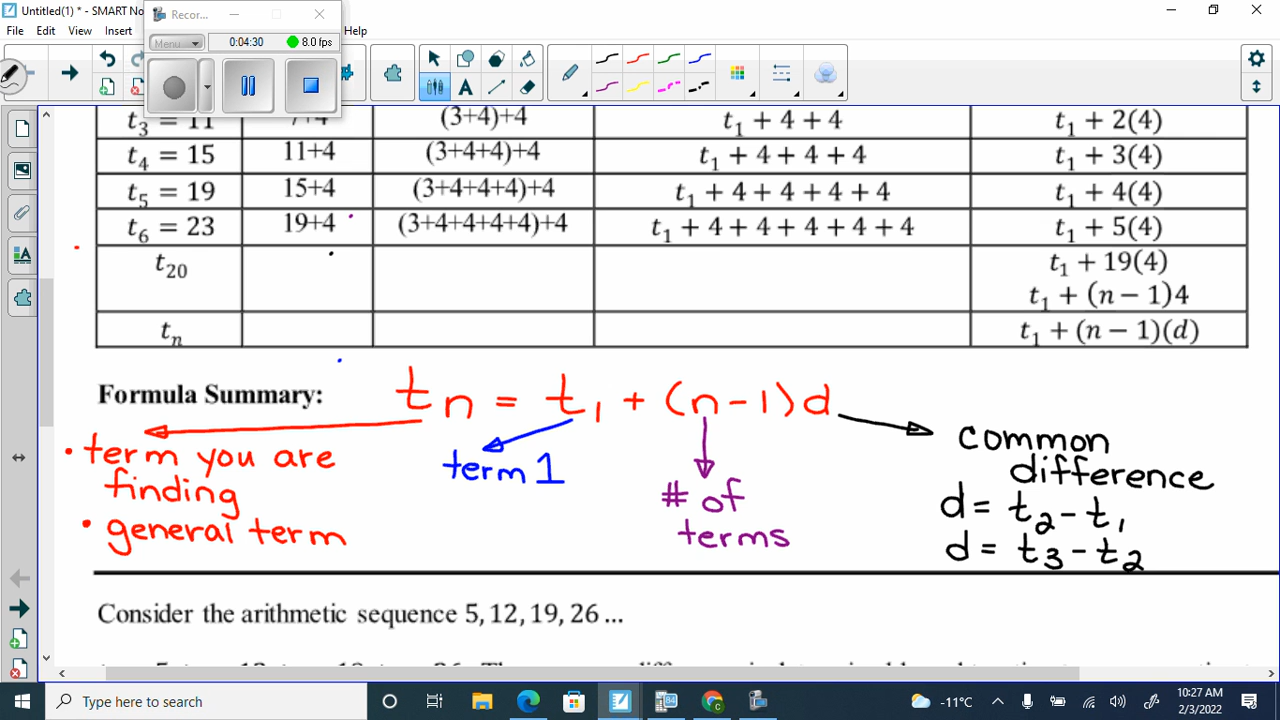 Untitled(1) * - SMART No
Recor...
File Edit View Insert Help
Menu 0:04:30 8.0 fps
t₃ = 11 7+4 (3+4)+4 t₁ + 4 + 4 t₁ + 2(4)
t₄ = 15 11+4 (3+4+4)+4 t₁ + 4 + 4 + 4 t₁ + 3(4)
t₅ = 19 15+4 (3+4+4+4)+4 t₁ + 4 + 4 + 4 + 4 t₁ + 4(4)
t₆ = 23 19+4 (3+4+4+4+4)+4 t₁ + 4 + 4 + 4 + 4 + 4 t₁ + 5(4)
t₂₀ t₁ + 19(4)
t₁ + (n − 1)4
tₙ t₁ + (n − 1)(d)
Formula Summary: tn = t₁ + (n-1)d
• term you are
finding
• general term
term 1
# of
terms
common
difference
d = t₂ - t₁
d = t₃ - t₂
Consider the arithmetic sequence 5, 12, 19, 26 ...
Type here to search
-11°C
10:27 AM
2/3/2022